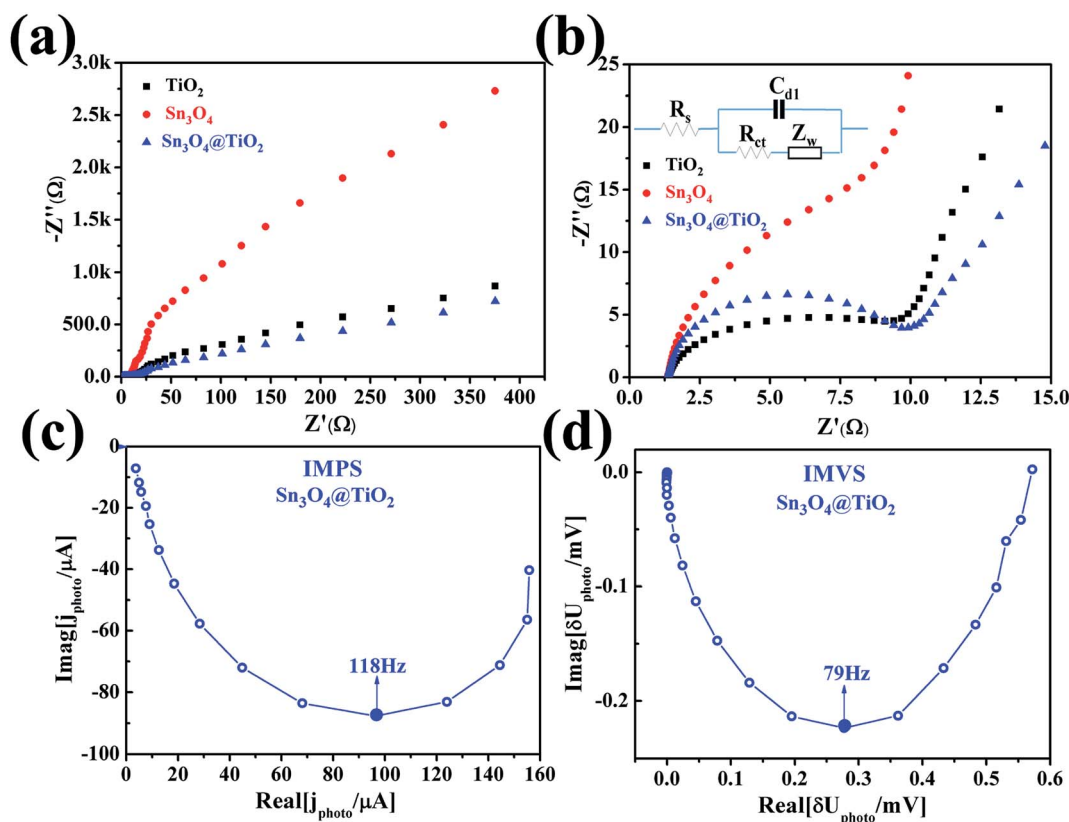 (a)
3.0k
2.5k
2.0k
1.5k
1.0k
500.0
0.0
-Z''(Ω)
TiO₂
Sn₃O₄
Sn₃O₄@TiO₂
0 50 100 150 200 250 300 350 400
Z'(Ω)
(b)
25
20
15
10
5
0
-Z''(Ω)
Rs
Cd1
Rct
Zw
TiO₂
Sn₃O₄
Sn₃O₄@TiO₂
0.0 2.5 5.0 7.5 10.0 12.5 15.0
Z'(Ω)
(c)
0
-20
-40
-60
-80
-100
Imag[jphoto/μA]
IMPS
Sn₃O₄@TiO₂
118Hz
0 20 40 60 80 100 120 140 160
Real[jphoto/μA]
(d)
0.0
-0.1
-0.2
Imag[δUphoto/mV]
IMVS
Sn₃O₄@TiO₂
79Hz
0.0 0.1 0.2 0.3 0.4 0.5 0.6
Real[δUphoto/mV]